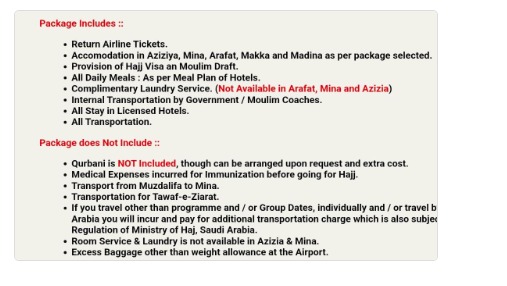 Package Includes ::
• Return Airline Tickets.
• Accomodation in Aziziya, Mina, Arafat, Makka and Madina as per package selected.
• Provision of Hajj Visa an Moulim Draft.
• All Daily Meals : As per Meal Plan of Hotels.
• Complimentary Laundry Service. (Not Available in Arafat, Mina and Azizia)
• Internal Transportation by Government / Moulim Coaches.
• All Stay in Licensed Hotels.
• All Transportation.
Package does Not Include ::
• Qurbani is NOT Included, though can be arranged upon request and extra cost.
• Medical Expenses incurred for Immunization before going for Hajj.
• Transport from Muzdalifa to Mina.
• Transportation for Tawaf-e-Ziarat.
• If you travel other than programme and / or Group Dates, individually and / or travel
Arabia you will incur and pay for additional transportation charge which is also
Regulation of Ministry of Haj, Saudi Arabia.
• Room Service & Laundry is not available in Azizia & Mina.
• Excess Baggage other than weight allowance at the Airport.